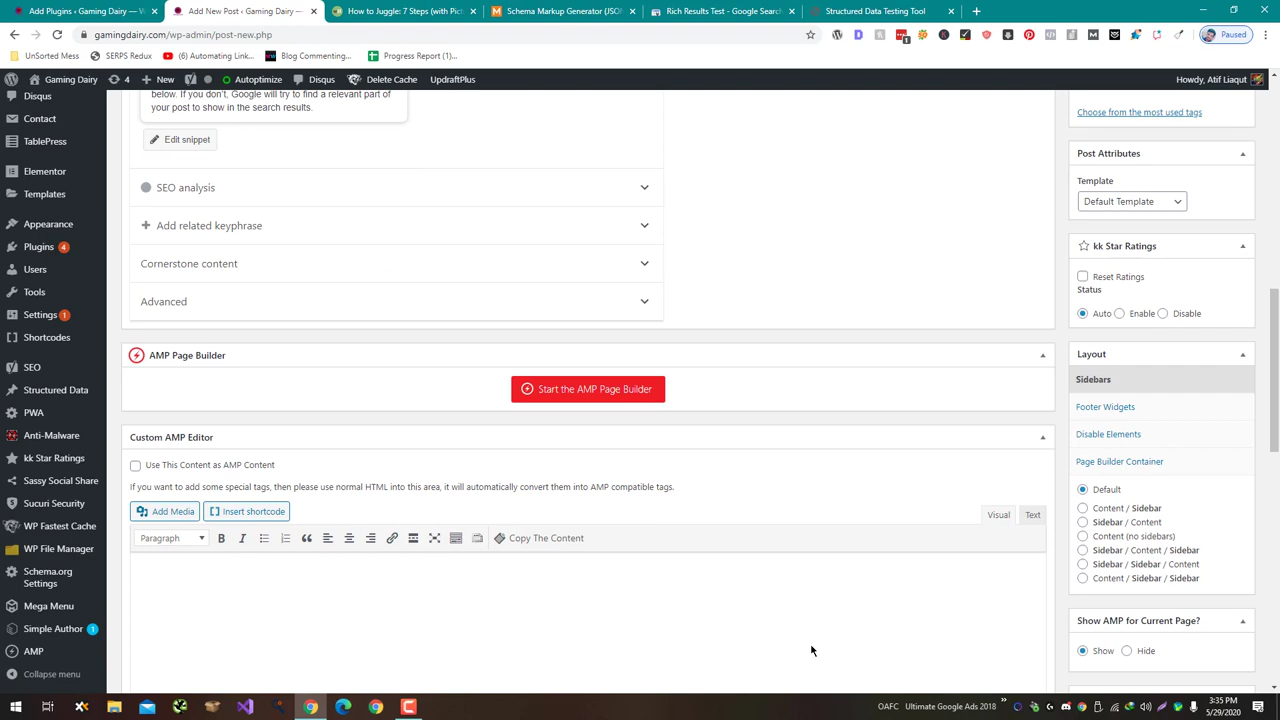 Add Plugins ‹ Gaming Dairy — W
Add New Post ‹ Gaming Dairy —
How to Juggle: 7 Steps (with Pict
Schema Markup Generator (JSON
Rich Results Test - Google Search
Structured Data Testing Tool
gamingdairy.com/wp-admin/post-new.php
Paused
UnSorted Mess
SERPS Redux
(6) Automating Link...
Blog Commenting...
Progress Report (1)...
Gaming Dairy
4
New
Autoptimize
Disqus
Delete Cache
UpdraftPlus
Howdy, Atif Liaqut
Disqus
Contact
TablePress
Elementor
Templates
Appearance
Plugins 4
Users
Tools
Settings 1
Shortcodes
SEO
Structured Data
PWA
Anti-Malware
kk Star Ratings
Sassy Social Share
Sucuri Security
WP Fastest Cache
WP File Manager
Schema.org
Settings
Mega Menu
Simple Author 1
AMP
Collapse menu
below. If you don't, Google will try to find a relevant part of
your post to show in the search results.
Edit snippet
SEO analysis
Add related keyphrase
Cornerstone content
Advanced
AMP Page Builder
Start the AMP Page Builder
Custom AMP Editor
Use This Content as AMP Content
If you want to add some special tags, then please use normal HTML into this area, it will automatically convert them into AMP compatible tags.
Add Media
Insert shortcode
Visual
Text
Paragraph
B
I
Copy The Content
Choose from the most used tags
Post Attributes
Template
Default Template
kk Star Ratings
Reset Ratings
Status
Auto
Enable
Disable
Layout
Sidebars
Footer Widgets
Disable Elements
Page Builder Container
Default
Content / Sidebar
Sidebar / Content
Content (no sidebars)
Sidebar / Content / Sidebar
Sidebar / Sidebar / Content
Content / Sidebar / Sidebar
Show AMP for Current Page?
Show
Hide
OAFC
Ultimate Google Ads 2018
3:35 PM
5/29/2020